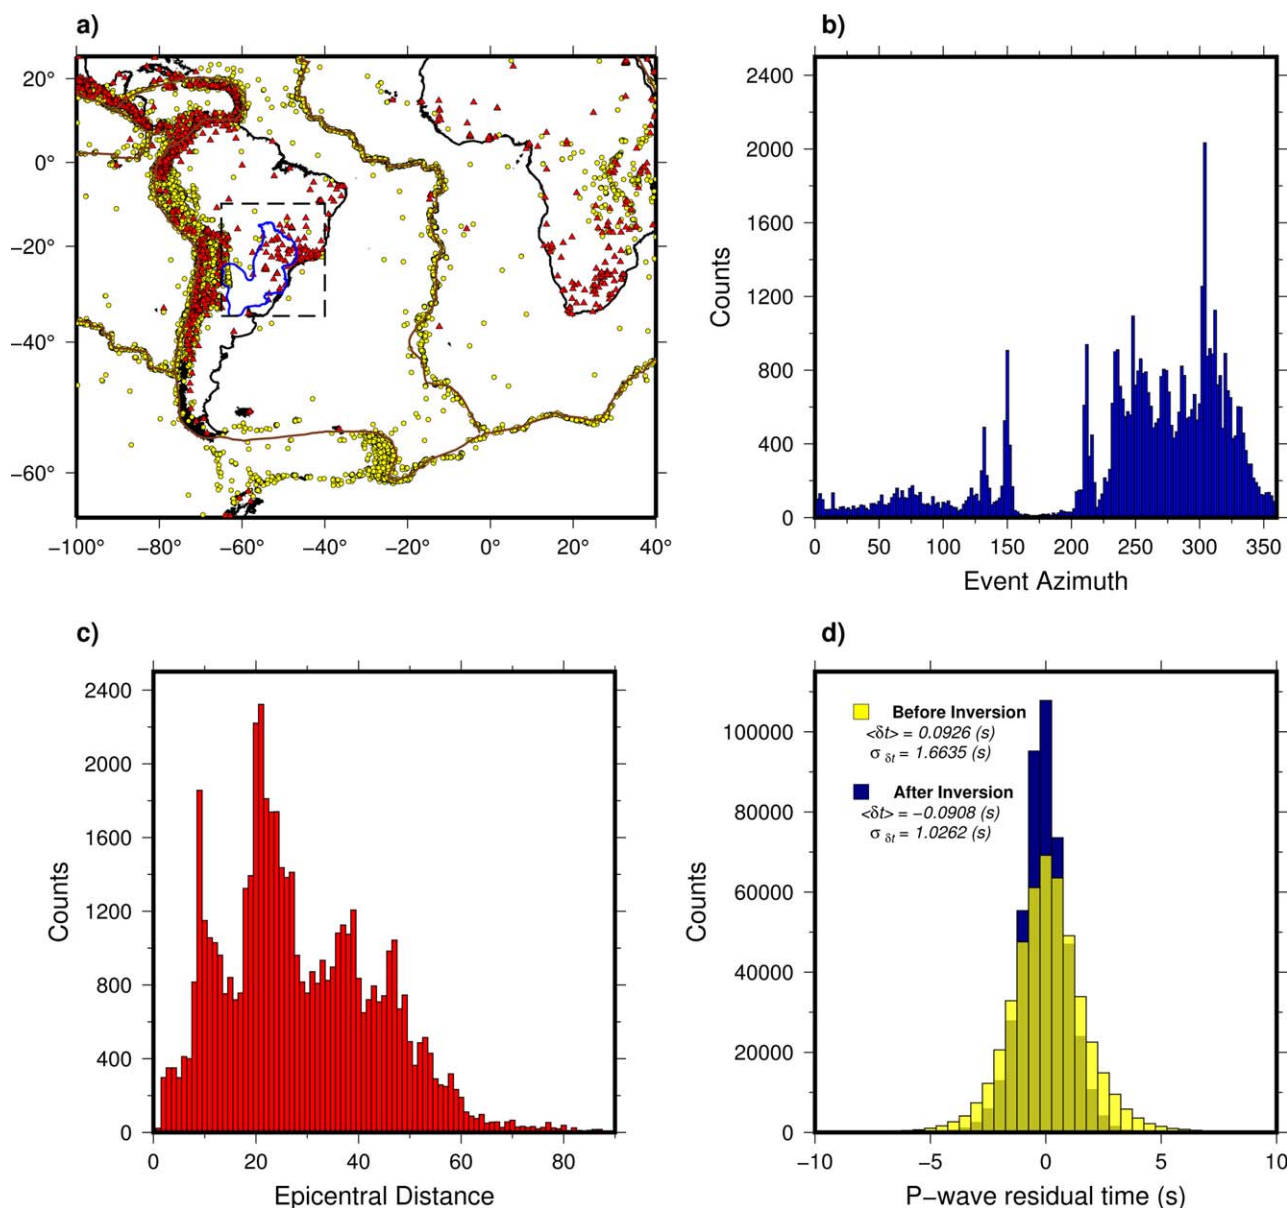 a)
20°
0°
−20°
−40°
−60°
−100° −80° −60° −40° −20° 0° 20° 40°
b)
2400
2000
1600
1200
800
400
0
Counts
0 50 100 150 200 250 300 350
Event Azimuth
c)
2400
2000
1600
1200
800
400
0
Counts
0 20 40 60 80
Epicentral Distance
d)
100000
80000
60000
40000
20000
0
Counts
Before Inversion
<δt> = 0.0926 (s)
σ δt = 1.6635 (s)
After Inversion
<δt> = −0.0908 (s)
σ δt = 1.0262 (s)
−10 −5 0 5 10
P−wave residual time (s)